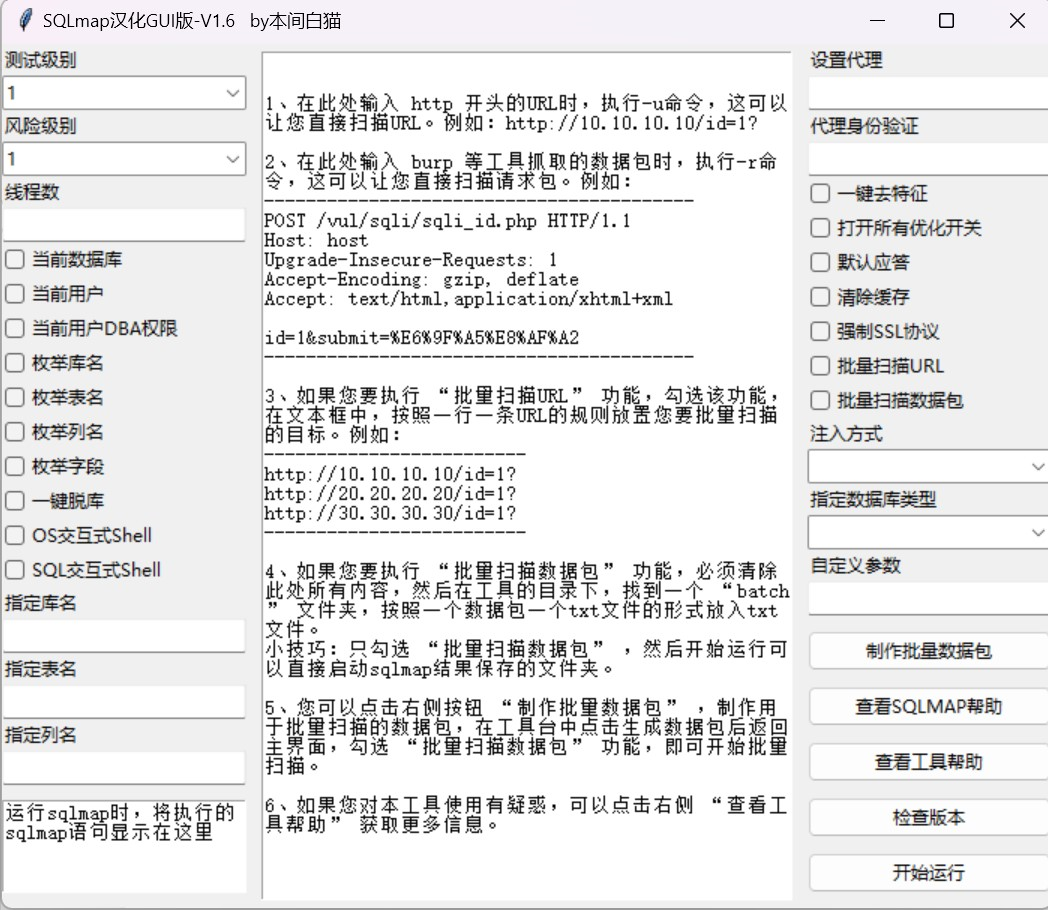 SQLmap汉化GUI版-V1.6   by本间白猫
测试级别
1
风险级别
1
线程数
当前数据库
当前用户
当前用户DBA权限
枚举库名
枚举表名
枚举列名
枚举字段
一键脱库
OS交互式Shell
SQL交互式Shell
指定库名
指定表名
指定列名
运行sqlmap时，将执行的
sqlmap语句显示在这里
1、在此处输入 http 开头的URL时，执行-u命令，这可以
让您直接扫描URL。例如：http://10.10.10.10/id=1?
2、在此处输入 burp 等工具抓取的数据包时，执行-r命
令，这可以让您直接扫描请求包。例如：
-----------------------------------------
POST /vul/sqli/sqli_id.php HTTP/1.1
Host: host
Upgrade-Insecure-Requests: 1
Accept-Encoding: gzip, deflate
Accept: text/html,application/xhtml+xml
id=1&submit=%E6%9F%A5%E8%AF%A2
-----------------------------------------
3、如果您要执行 “批量扫描URL” 功能，勾选该功能，
在文本框中，按照一行一条URL的规则放置您要批量扫描
的目标。例如：
-------------------------
http://10.10.10.10/id=1?
http://20.20.20.20/id=1?
http://30.30.30.30/id=1?
-------------------------
4、如果您要执行 “批量扫描数据包” 功能，必须清除
此处所有内容，然后在工具的目录下，找到一个 “batch
” 文件夹，按照一个数据包一个txt文件的形式放入txt
文件。
小技巧：只勾选 “批量扫描数据包” ，然后开始运行可
以直接启动sqlmap结果保存的文件夹。
5、您可以点击右侧按钮 “制作批量数据包” ，制作用
于批量扫描的数据包，在工具台中点击生成数据包后返回
主界面，勾选 “批量扫描数据包” 功能，即可开始批量
扫描。
6、如果您对本工具使用有疑惑，可以点击右侧 “查看工
具帮助” 获取更多信息。
设置代理
代理身份验证
一键去特征
打开所有优化开关
默认应答
清除缓存
强制SSL协议
批量扫描URL
批量扫描数据包
注入方式
指定数据库类型
自定义参数
制作批量数据包
查看SQLMAP帮助
查看工具帮助
检查版本
开始运行